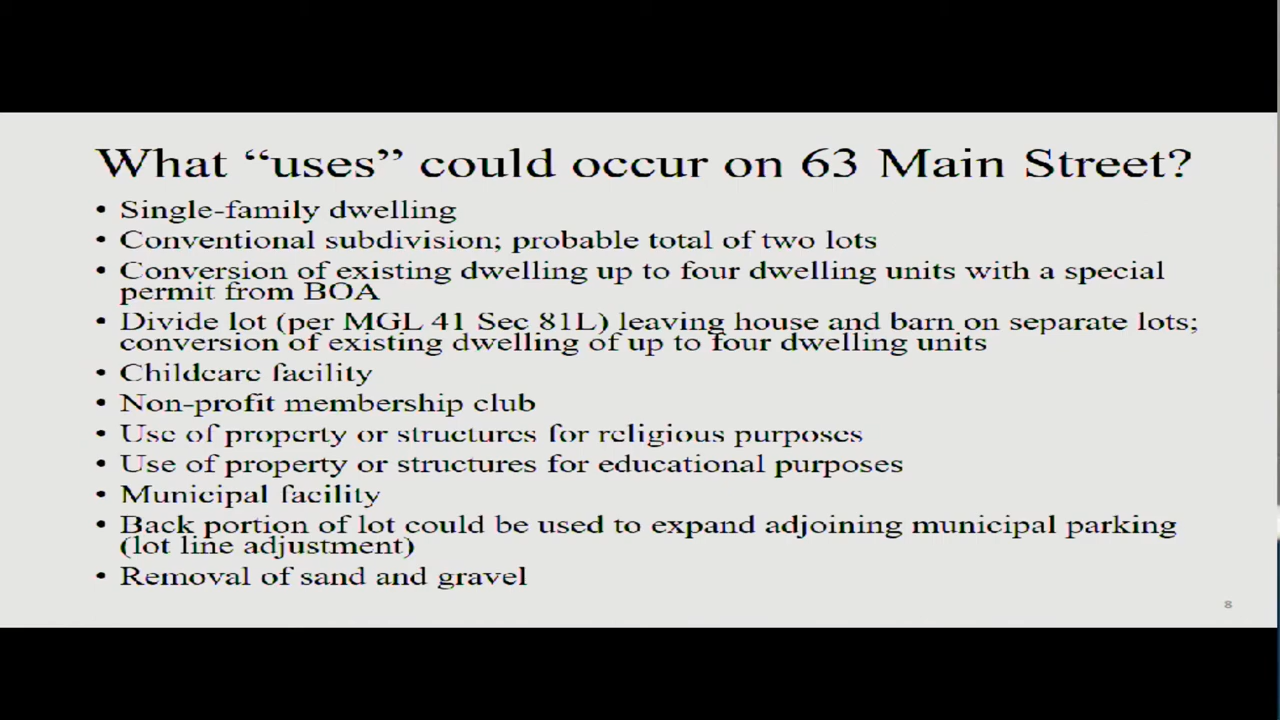 What “uses” could occur on 63 Main Street?
• Single-family dwelling
• Conventional subdivision; probable total of two lots
• Conversion of existing dwelling up to four dwelling units with a special
permit from BOA
• Divide lot (per MGL 41 Sec 81L) leaving house and barn on separate lots;
conversion of existing dwelling of up to four dwelling units
• Childcare facility
• Non-profit membership club
• Use of property or structures for religious purposes
• Use of property or structures for educational purposes
• Municipal facility
• Back portion of lot could be used to expand adjoining municipal parking
(lot line adjustment)
• Removal of sand and gravel
8